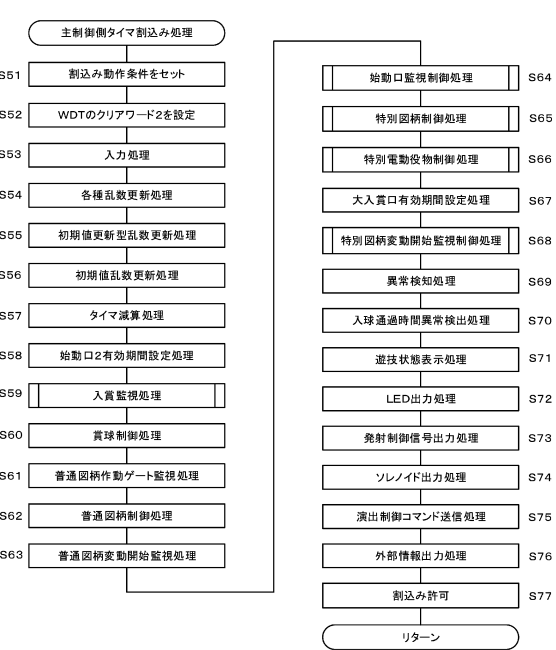 主制御側タイマ割込み処理
S51 割込み動作条件をセット
S52 WDTのクリアワード2を設定
S53 入力処理
S54 各種乱数更新処理
S55 初期値更新型乱数更新処理
S56 初期値乱数更新処理
S57 タイマ減算処理
S58 始動口2有効期間設定処理
S59 入賞監視処理
S60 賞球制御処理
S61 普通図柄作動ゲート監視処理
S62 普通図柄制御処理
S63 普通図柄変動開始監視処理
始動口監視制御処理 S64
特別図柄制御処理 S65
特別電動役物制御処理 S66
大入賞口有効期間設定処理 S67
特別図柄変動開始監視制御処理 S68
異常検知処理 S69
入球通過時間異常検出処理 S70
遊技状態表示処理 S71
LED出力処理 S72
発射制御信号出力処理 S73
ソレノイド出力処理 S74
演出制御コマンド送信処理 S75
外部情報出力処理 S76
割込み許可 S77
リターン